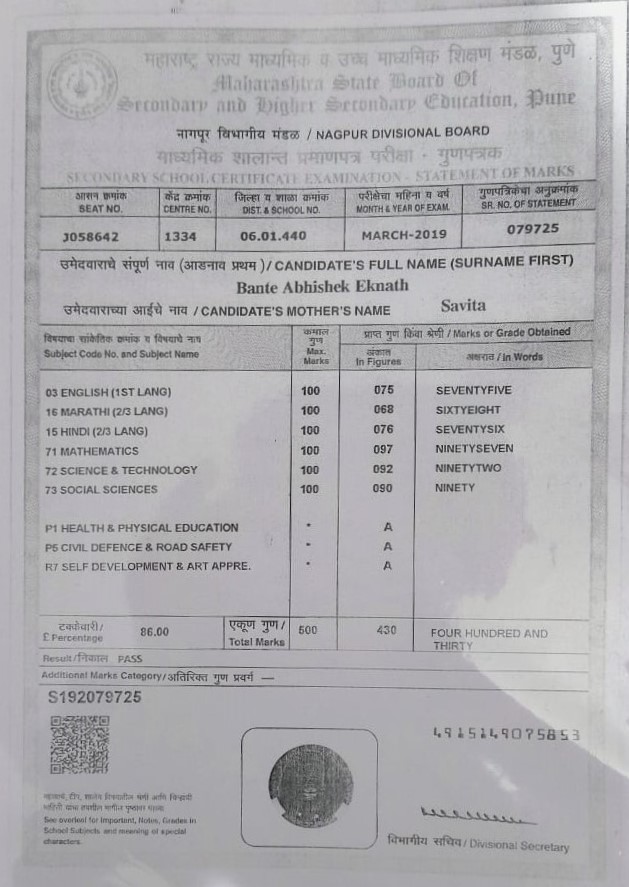 महाराष्ट्र राज्य माध्यमिक व उच्च माध्यमिक शिक्षण मंडळ, पुणे
Maharashtra State Board Of
Secondary and Higher Secondary Education, Pune
नागपूर विभागीय मंडळ / NAGPUR DIVISIONAL BOARD
माध्यमिक शालान्त प्रमाणपत्र परीक्षा - गुणपत्रक
SECONDARY SCHOOL CERTIFICATE EXAMINATION - STATEMENT OF MARKS
आसन क्रमांक केंद्र क्रमांक जिल्हा व शाळा क्रमांक परीक्षेचा महिना व वर्ष गुणपत्रिकेचा अनुक्रमांक
SEAT NO. CENTRE NO. DIST. & SCHOOL NO. MONTH & YEAR OF EXAM. SR. NO. OF STATEMENT
J058642 1334 06.01.440 MARCH-2019 079725
उमेदवाराचे संपूर्ण नाव (आडनाव प्रथम) / CANDIDATE'S FULL NAME (SURNAME FIRST)
Bante Abhishek Eknath
उमेदवाराच्या आईचे नाव / CANDIDATE'S MOTHER'S NAME Savita
विषयाचा सांकेतिक क्रमांक व विषयाचे नाव कमाल गुण प्राप्त गुण किंवा श्रेणी / Marks or Grade Obtained
Subject Code No. and Subject Name Max. Marks अंकात In Figures अक्षरात / In Words
03 ENGLISH (1ST LANG) 100 075 SEVENTYFIVE
16 MARATHI (2/3 LANG) 100 068 SIXTYEIGHT
15 HINDI (2/3 LANG) 100 076 SEVENTYSIX
71 MATHEMATICS 100 097 NINETYSEVEN
72 SCIENCE & TECHNOLOGY 100 092 NINETYTWO
73 SOCIAL SCIENCES 100 090 NINETY
P1 HEALTH & PHYSICAL EDUCATION * A
P5 CIVIL DEFENCE & ROAD SAFETY * A
R7 SELF DEVELOPMENT & ART APPRE. * A
टक्केवारी / एकूण गुण /
£ Percentage 86.00 Total Marks 500 430 FOUR HUNDRED AND
THIRTY
Result/निकाल PASS
Additional Marks Category/अतिरिक्त गुण प्रवर्ग —
S192079725
4915149075853
See overleaf for Important, Notes, Grades in
School Subjects and meaning of special
characters.
विभागीय सचिव / Divisional Secretary